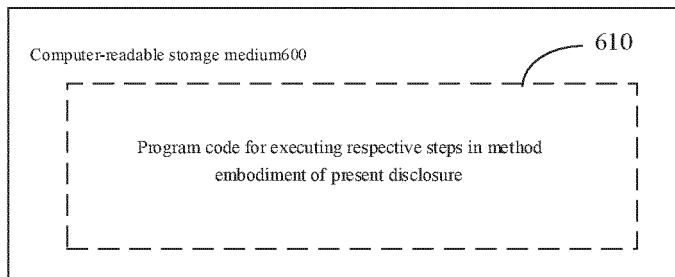 610
Computer-readable storage medium600
Program code for executing respective steps in method
embodiment of present disclosure